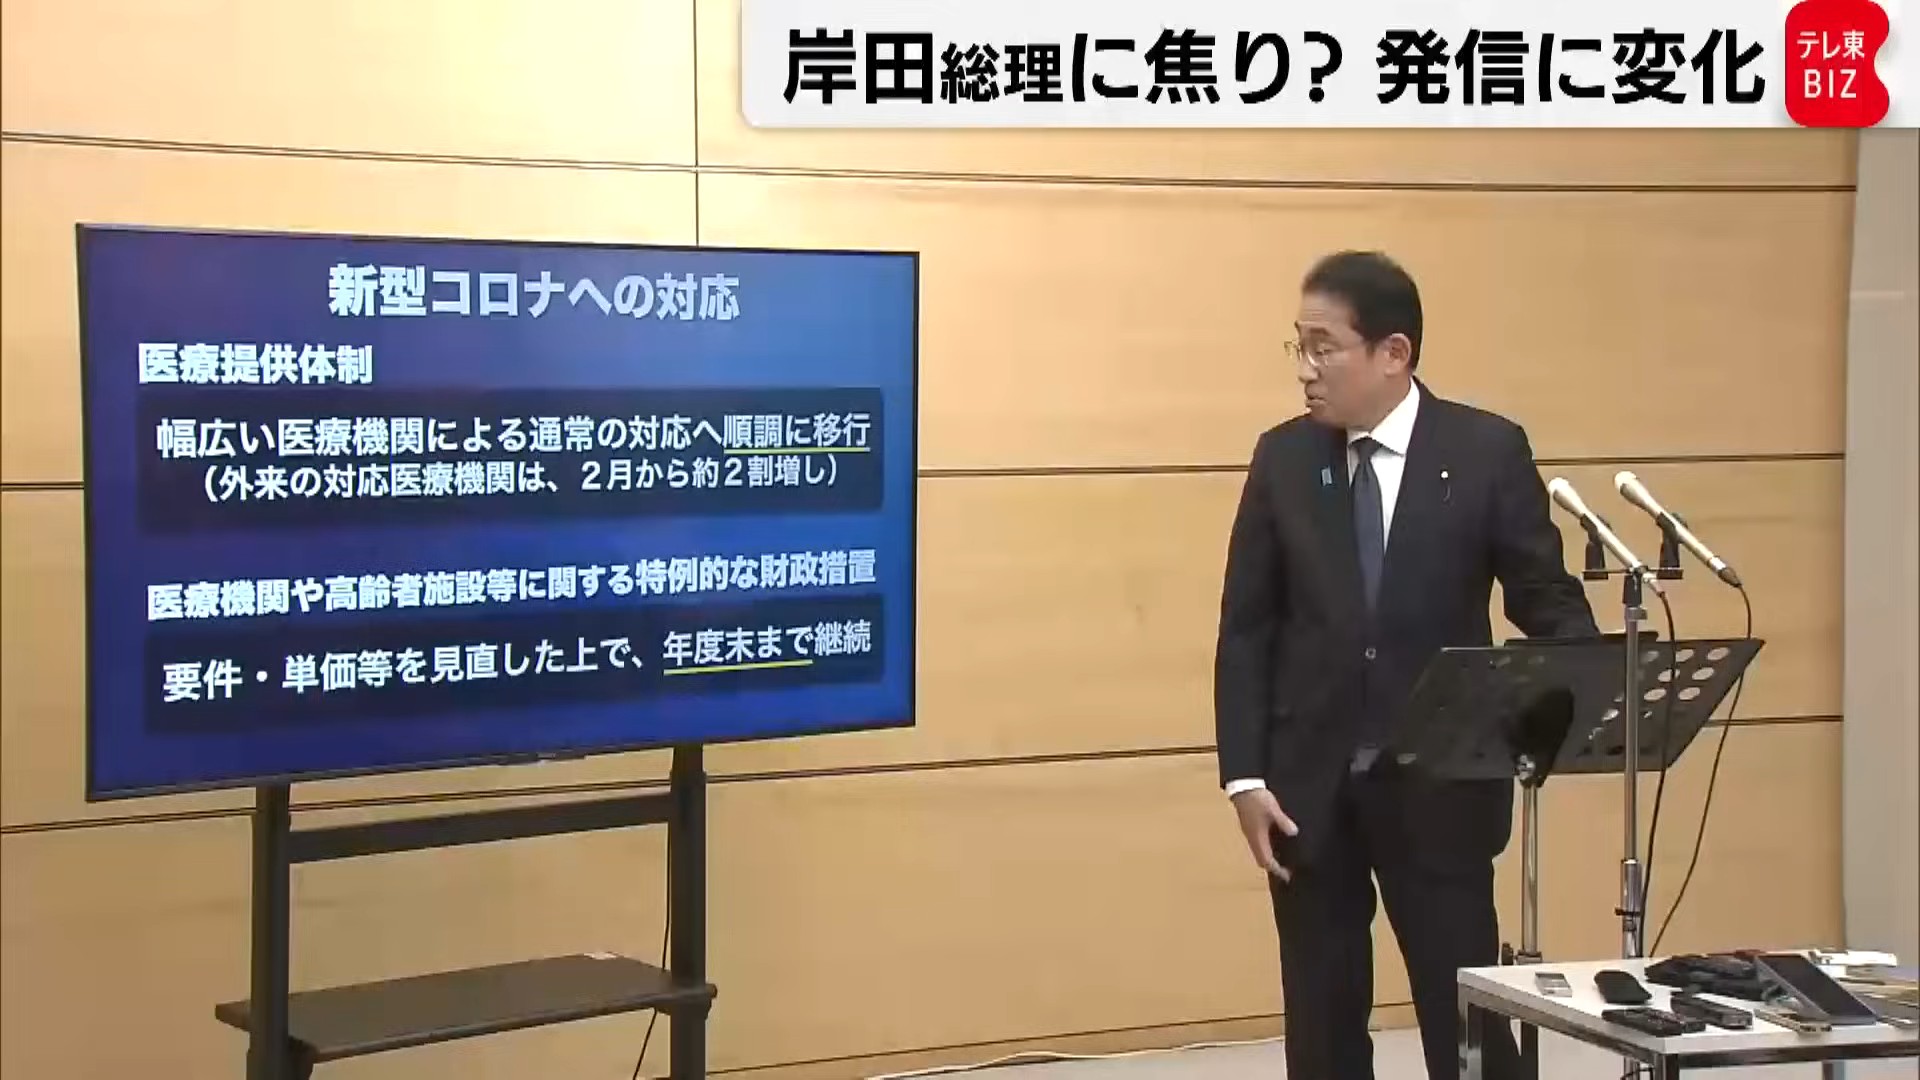 岸田総理に焦り? 発信に変化
テレ東
BIZ
新型コロナへの対応
医療提供体制
幅広い医療機関による通常の対応へ順調に移行
（外来の対応医療機関は、２月から約２割増し）
医療機関や高齢者施設等に関する特例的な財政措置
要件・単価等を見直した上で、年度末まで継続